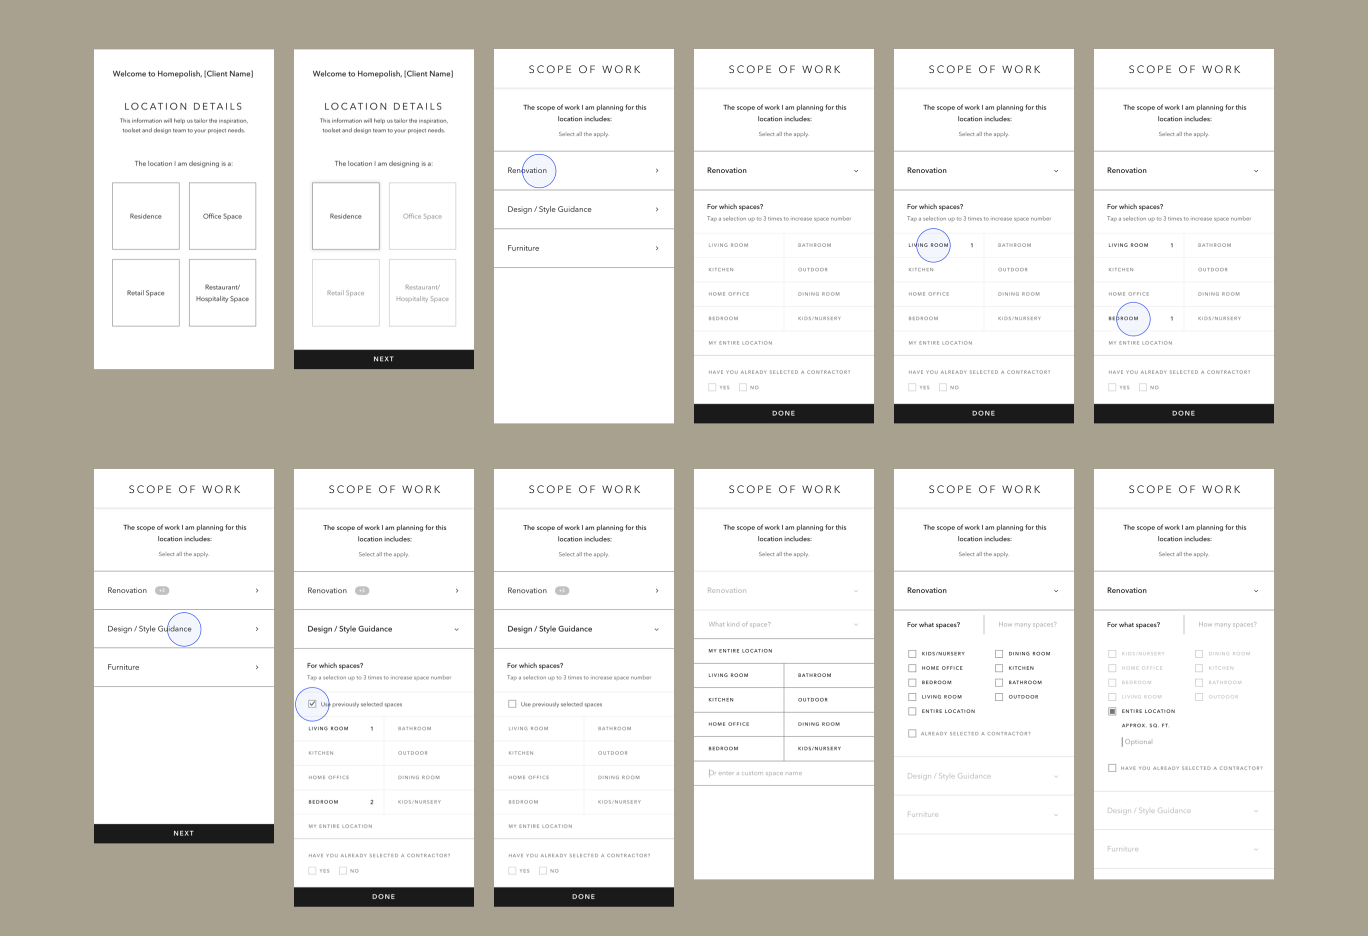 Welcome to Homepolish, [Client Name]
LOCATION DETAILS
This information will help us tailor the inspiration,
toolset and design team to your project needs.
The location I am designing is a:
Residence
Office Space
Retail Space
Restaurant/
Hospitality Space
Welcome to Homepolish, [Client Name]
LOCATION DETAILS
This information will help us tailor the inspiration,
toolset and design team to your project needs.
The location I am designing is a:
Residence
Office Space
Retail Space
Restaurant/
Hospitality Space
NEXT
SCOPE OF WORK
The scope of work I am planning for this
location includes:
Select all the apply.
Renovation
Design / Style Guidance
Furniture
SCOPE OF WORK
The scope of work I am planning for this
location includes:
Select all the apply.
Renovation
For which spaces?
Tap a selection up to 3 times to increase space number
LIVING ROOM
BATHROOM
KITCHEN
OUTDOOR
HOME OFFICE
DINING ROOM
BEDROOM
KIDS/NURSERY
MY ENTIRE LOCATION
HAVE YOU ALREADY SELECTED A CONTRACTOR?
YES NO
DONE
SCOPE OF WORK
The scope of work I am planning for this
location includes:
Select all the apply.
Renovation
For which spaces?
Tap a selection up to 3 times to increase space number
LIVING ROOM 1
BATHROOM
KITCHEN
OUTDOOR
HOME OFFICE
DINING ROOM
BEDROOM
KIDS/NURSERY
MY ENTIRE LOCATION
HAVE YOU ALREADY SELECTED A CONTRACTOR?
YES NO
DONE
SCOPE OF WORK
The scope of work I am planning for this
location includes:
Select all the apply.
Renovation
For which spaces?
Tap a selection up to 3 times to increase space number
LIVING ROOM 1
BATHROOM
KITCHEN
OUTDOOR
HOME OFFICE
DINING ROOM
BEDROOM 1
KIDS/NURSERY
MY ENTIRE LOCATION
HAVE YOU ALREADY SELECTED A CONTRACTOR?
YES NO
DONE
SCOPE OF WORK
The scope of work I am planning for this
location includes:
Select all the apply.
Renovation
Design / Style Guidance
Furniture
NEXT
SCOPE OF WORK
The scope of work I am planning for this
location includes:
Select all the apply.
Renovation
Design / Style Guidance
For which spaces?
Tap a selection up to 3 times to increase space number
Use previously selected spaces
LIVING ROOM 1
BATHROOM
KITCHEN
OUTDOOR
HOME OFFICE
DINING ROOM
BEDROOM 2
KIDS/NURSERY
MY ENTIRE LOCATION
HAVE YOU ALREADY SELECTED A CONTRACTOR?
YES NO
DONE
SCOPE OF WORK
The scope of work I am planning for this
location includes:
Select all the apply.
Renovation
Design / Style Guidance
For which spaces?
Tap a selection up to 3 times to increase space number
Use previously selected spaces
LIVING ROOM
BATHROOM
KITCHEN
OUTDOOR
HOME OFFICE
DINING ROOM
BEDROOM
KIDS/NURSERY
MY ENTIRE LOCATION
HAVE YOU ALREADY SELECTED A CONTRACTOR?
YES NO
DONE
SCOPE OF WORK
The scope of work I am planning for this
location includes:
Select all the apply.
Renovation
What kind of space?
MY ENTIRE LOCATION
LIVING ROOM
BATHROOM
KITCHEN
OUTDOOR
HOME OFFICE
DINING ROOM
BEDROOM
KIDS/NURSERY
Or enter a custom space name
SCOPE OF WORK
The scope of work I am planning for this
location includes:
Select all the apply.
Renovation
For what spaces?
How many spaces?
KIDS/NURSERY
DINING ROOM
HOME OFFICE
KITCHEN
BEDROOM
BATHROOM
LIVING ROOM
OUTDOOR
ENTIRE LOCATION
ALREADY SELECTED A CONTRACTOR?
Design / Style Guidance
Furniture
SCOPE OF WORK
The scope of work I am planning for this
location includes:
Select all the apply.
Renovation
For what spaces?
How many spaces?
KIDS/NURSERY
DINING ROOM
HOME OFFICE
KITCHEN
BEDROOM
BATHROOM
LIVING ROOM
OUTDOOR
ENTIRE LOCATION
APPROX. SQ. FT.
Optional
HAVE YOU ALREADY SELECTED A CONTRACTOR?
Design / Style Guidance
Furniture